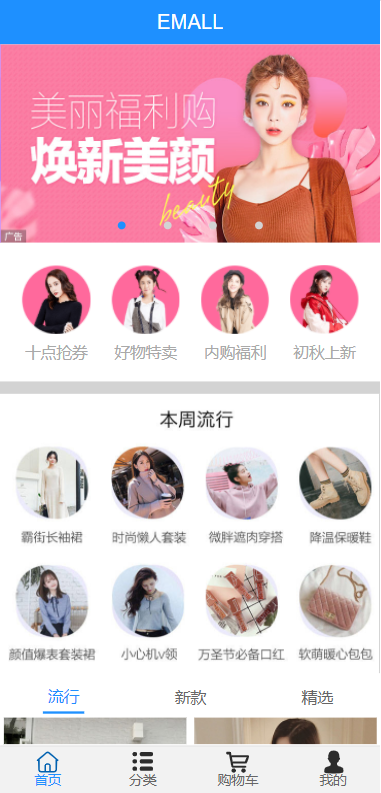 EMALL
美丽福利购
焕新美颜
beauty
广告
十点抢券
好物特卖
内购福利
初秋上新
本周流行
霸街长袖裙
时尚懒人套装
微胖遮肉穿搭
降温保暖鞋
颜值爆表套装裙
小心机v领
万圣节必备口红
软萌暖心包包
流行
新款
精选
首页
分类
购物车
我的